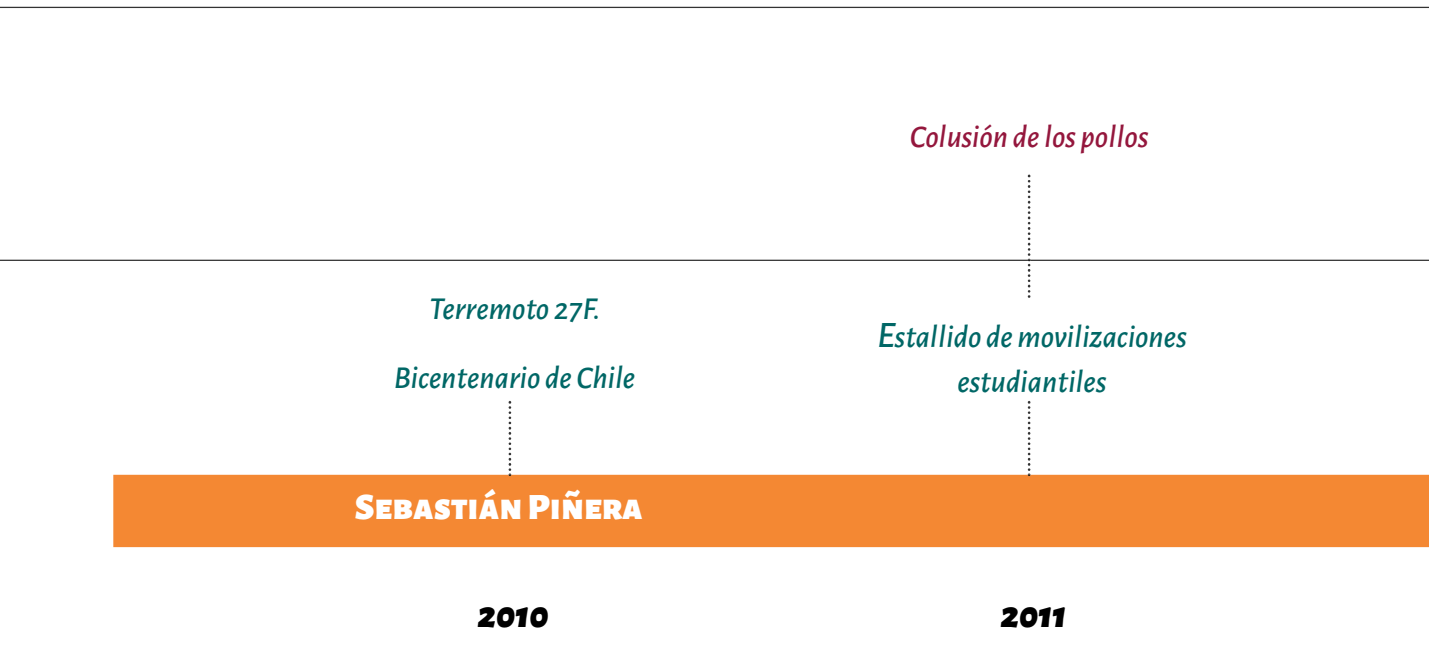 Colusión de los pollos
Terremoto 27F.
Bicentenario de Chile
Estallido de movilizaciones
estudiantiles
Sebastián Piñera
2010
2011